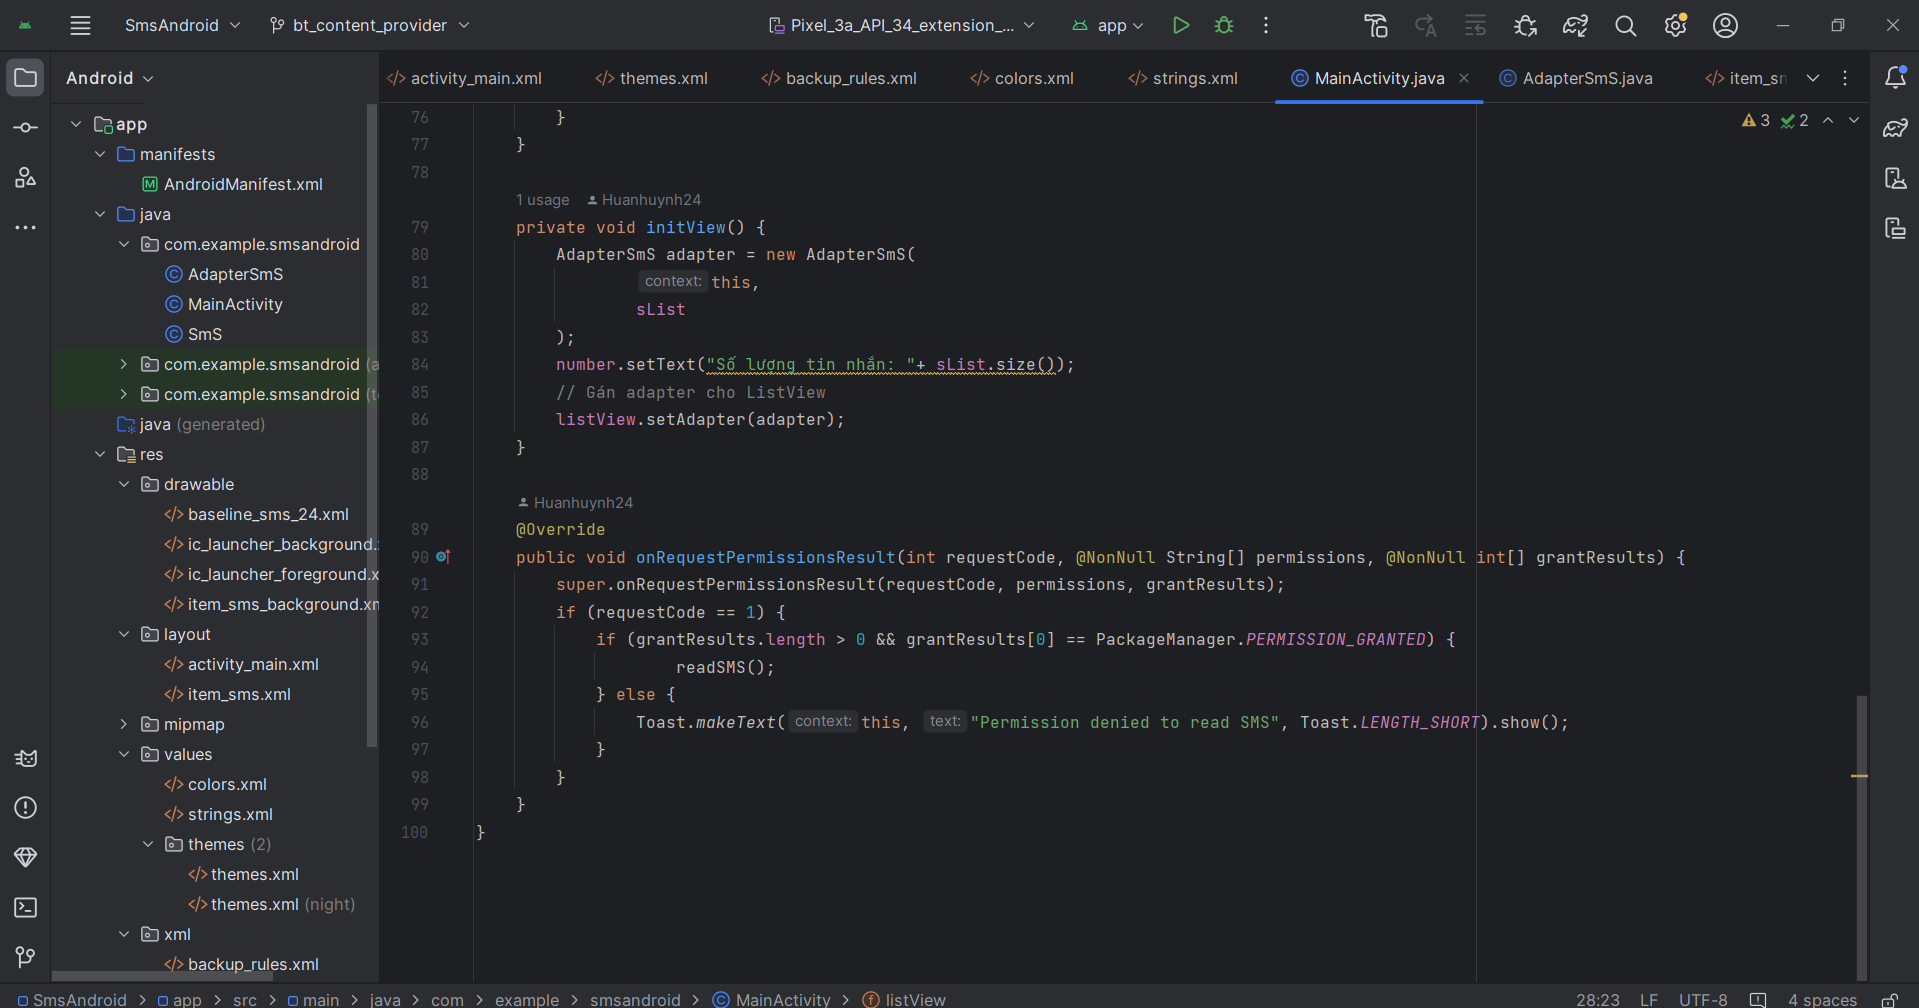 SmsAndroid bt_content_provider Pixel_3a_API_34_extension_... app
Android
activity_main.xml themes.xml backup_rules.xml colors.xml strings.xml MainActivity.java AdapterSmS.java item_sm
app
manifests
AndroidManifest.xml
java
com.example.smsandroid
AdapterSmS
MainActivity
SmS
com.example.smsandroid (a
com.example.smsandroid (t
java (generated)
res
drawable
baseline_sms_24.xml
ic_launcher_background.
ic_launcher_foreground.x
item_sms_background.xm
layout
activity_main.xml
item_sms.xml
mipmap
values
colors.xml
strings.xml
themes (2)
themes.xml
themes.xml (night)
xml
backup_rules.xml
3 2
76 }
77 }
78
1 usage Huanhuynh24
79 private void initView() {
80 AdapterSmS adapter = new AdapterSmS(
81 context: this,
82 sList
83 );
84 number.setText("Số lượng tin nhắn: "+ sList.size());
85 // Gán adapter cho ListView
86 listView.setAdapter(adapter);
87 }
88
Huanhuynh24
89 @Override
90 public void onRequestPermissionsResult(int requestCode, @NonNull String[] permissions, @NonNull int[] grantResults) {
91 super.onRequestPermissionsResult(requestCode, permissions, grantResults);
92 if (requestCode == 1) {
93 if (grantResults.length > 0 && grantResults[0] == PackageManager.PERMISSION_GRANTED) {
94 readSMS();
95 } else {
96 Toast.makeText( context: this, text: "Permission denied to read SMS", Toast.LENGTH_SHORT).show();
97 }
98 }
99 }
100 }
SmsAndroid > app > src > main > java > com > example > smsandroid > MainActivity > listView 28:23 LF UTF-8 4 spaces